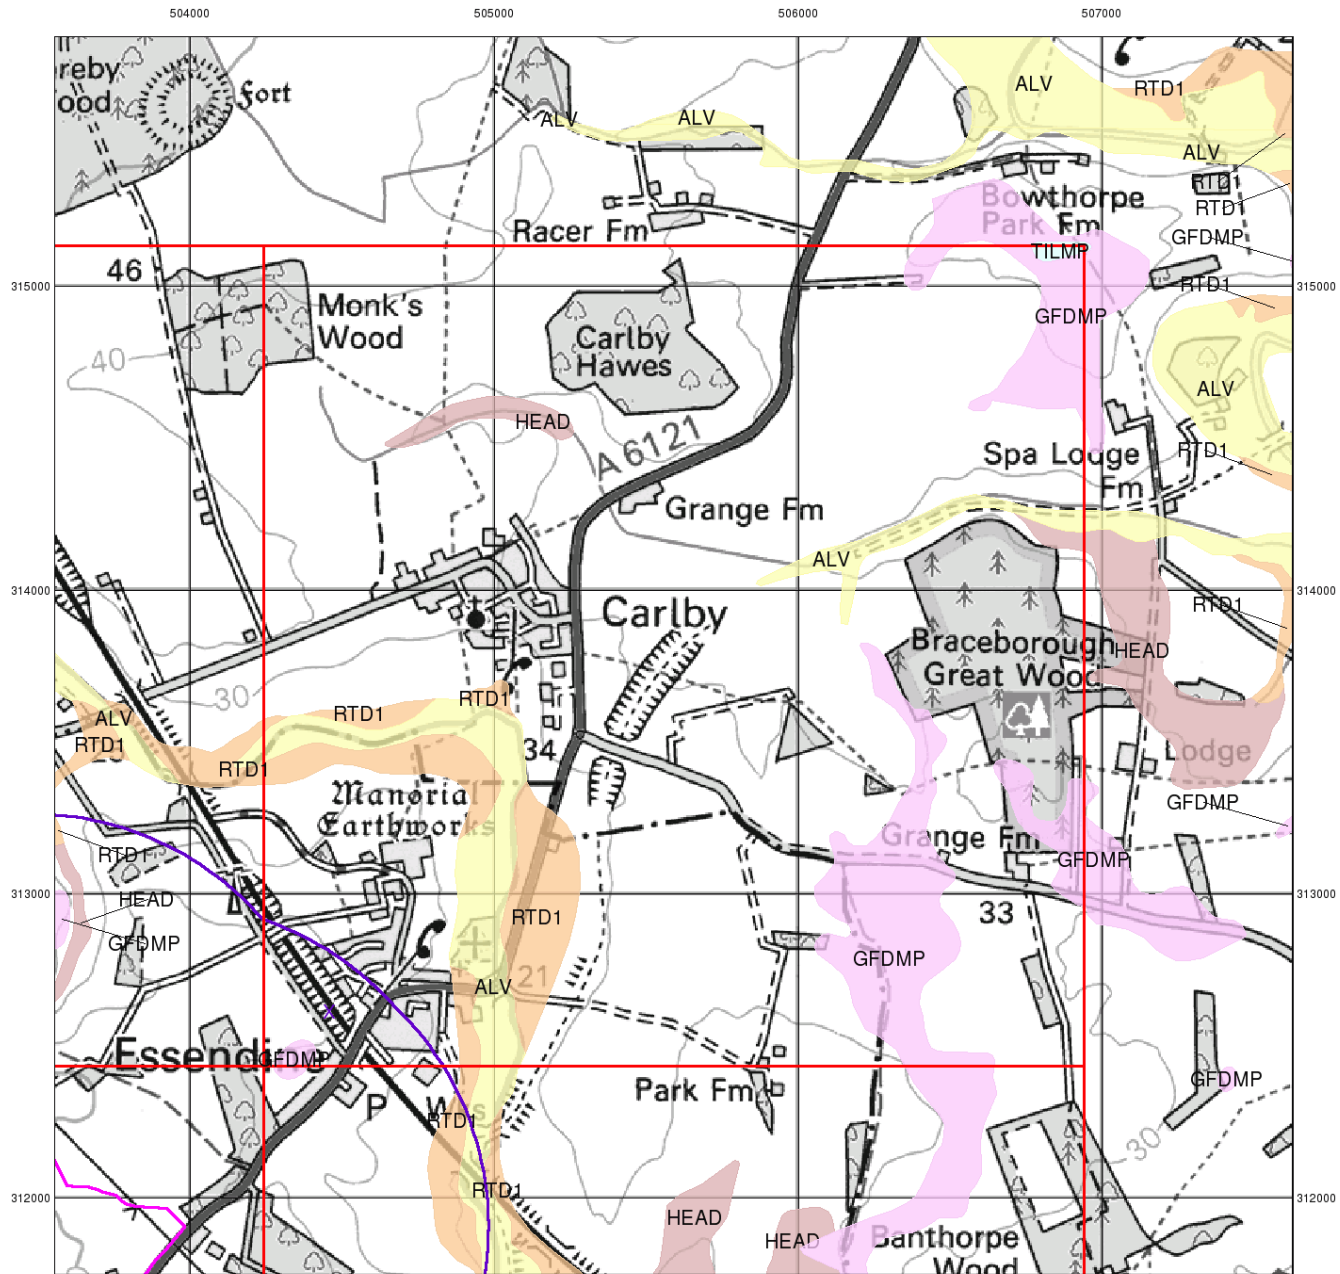 504000 505000 506000 507000
reby
ood
fort
ALV
ALV
ALV
RTD1
ALV
RTD1
RTD1
Bowthorpe
Park Fm
Racer Fm
GFDMP
TILMP
46
315000
RTD1
315000
Monk's
Wood
GFDMP
Carlby
Hawes
40
ALV
HEAD
A 6121
Spa Lodge
Fm
RTD1
Grange Fm
ALV
314000
314000
Carlby
RTD1
Braceborough
Great Wood
HEAD
30
RTD1
RTD1
ALV
RTD1
34
Lodge
RTD1
Manorial
Earthworks
GFDMP
Grange Fm
RTD1
GFDMP
HEAD
313000
313000
33
RTD1
GFDMP
GFDMP
21
ALV
Essendine
GFDMP
Park Fm
GFDMP
P
W s
RTD1
30
RTD1
312000
312000
HEAD
HEAD
Banthorpe
Wood